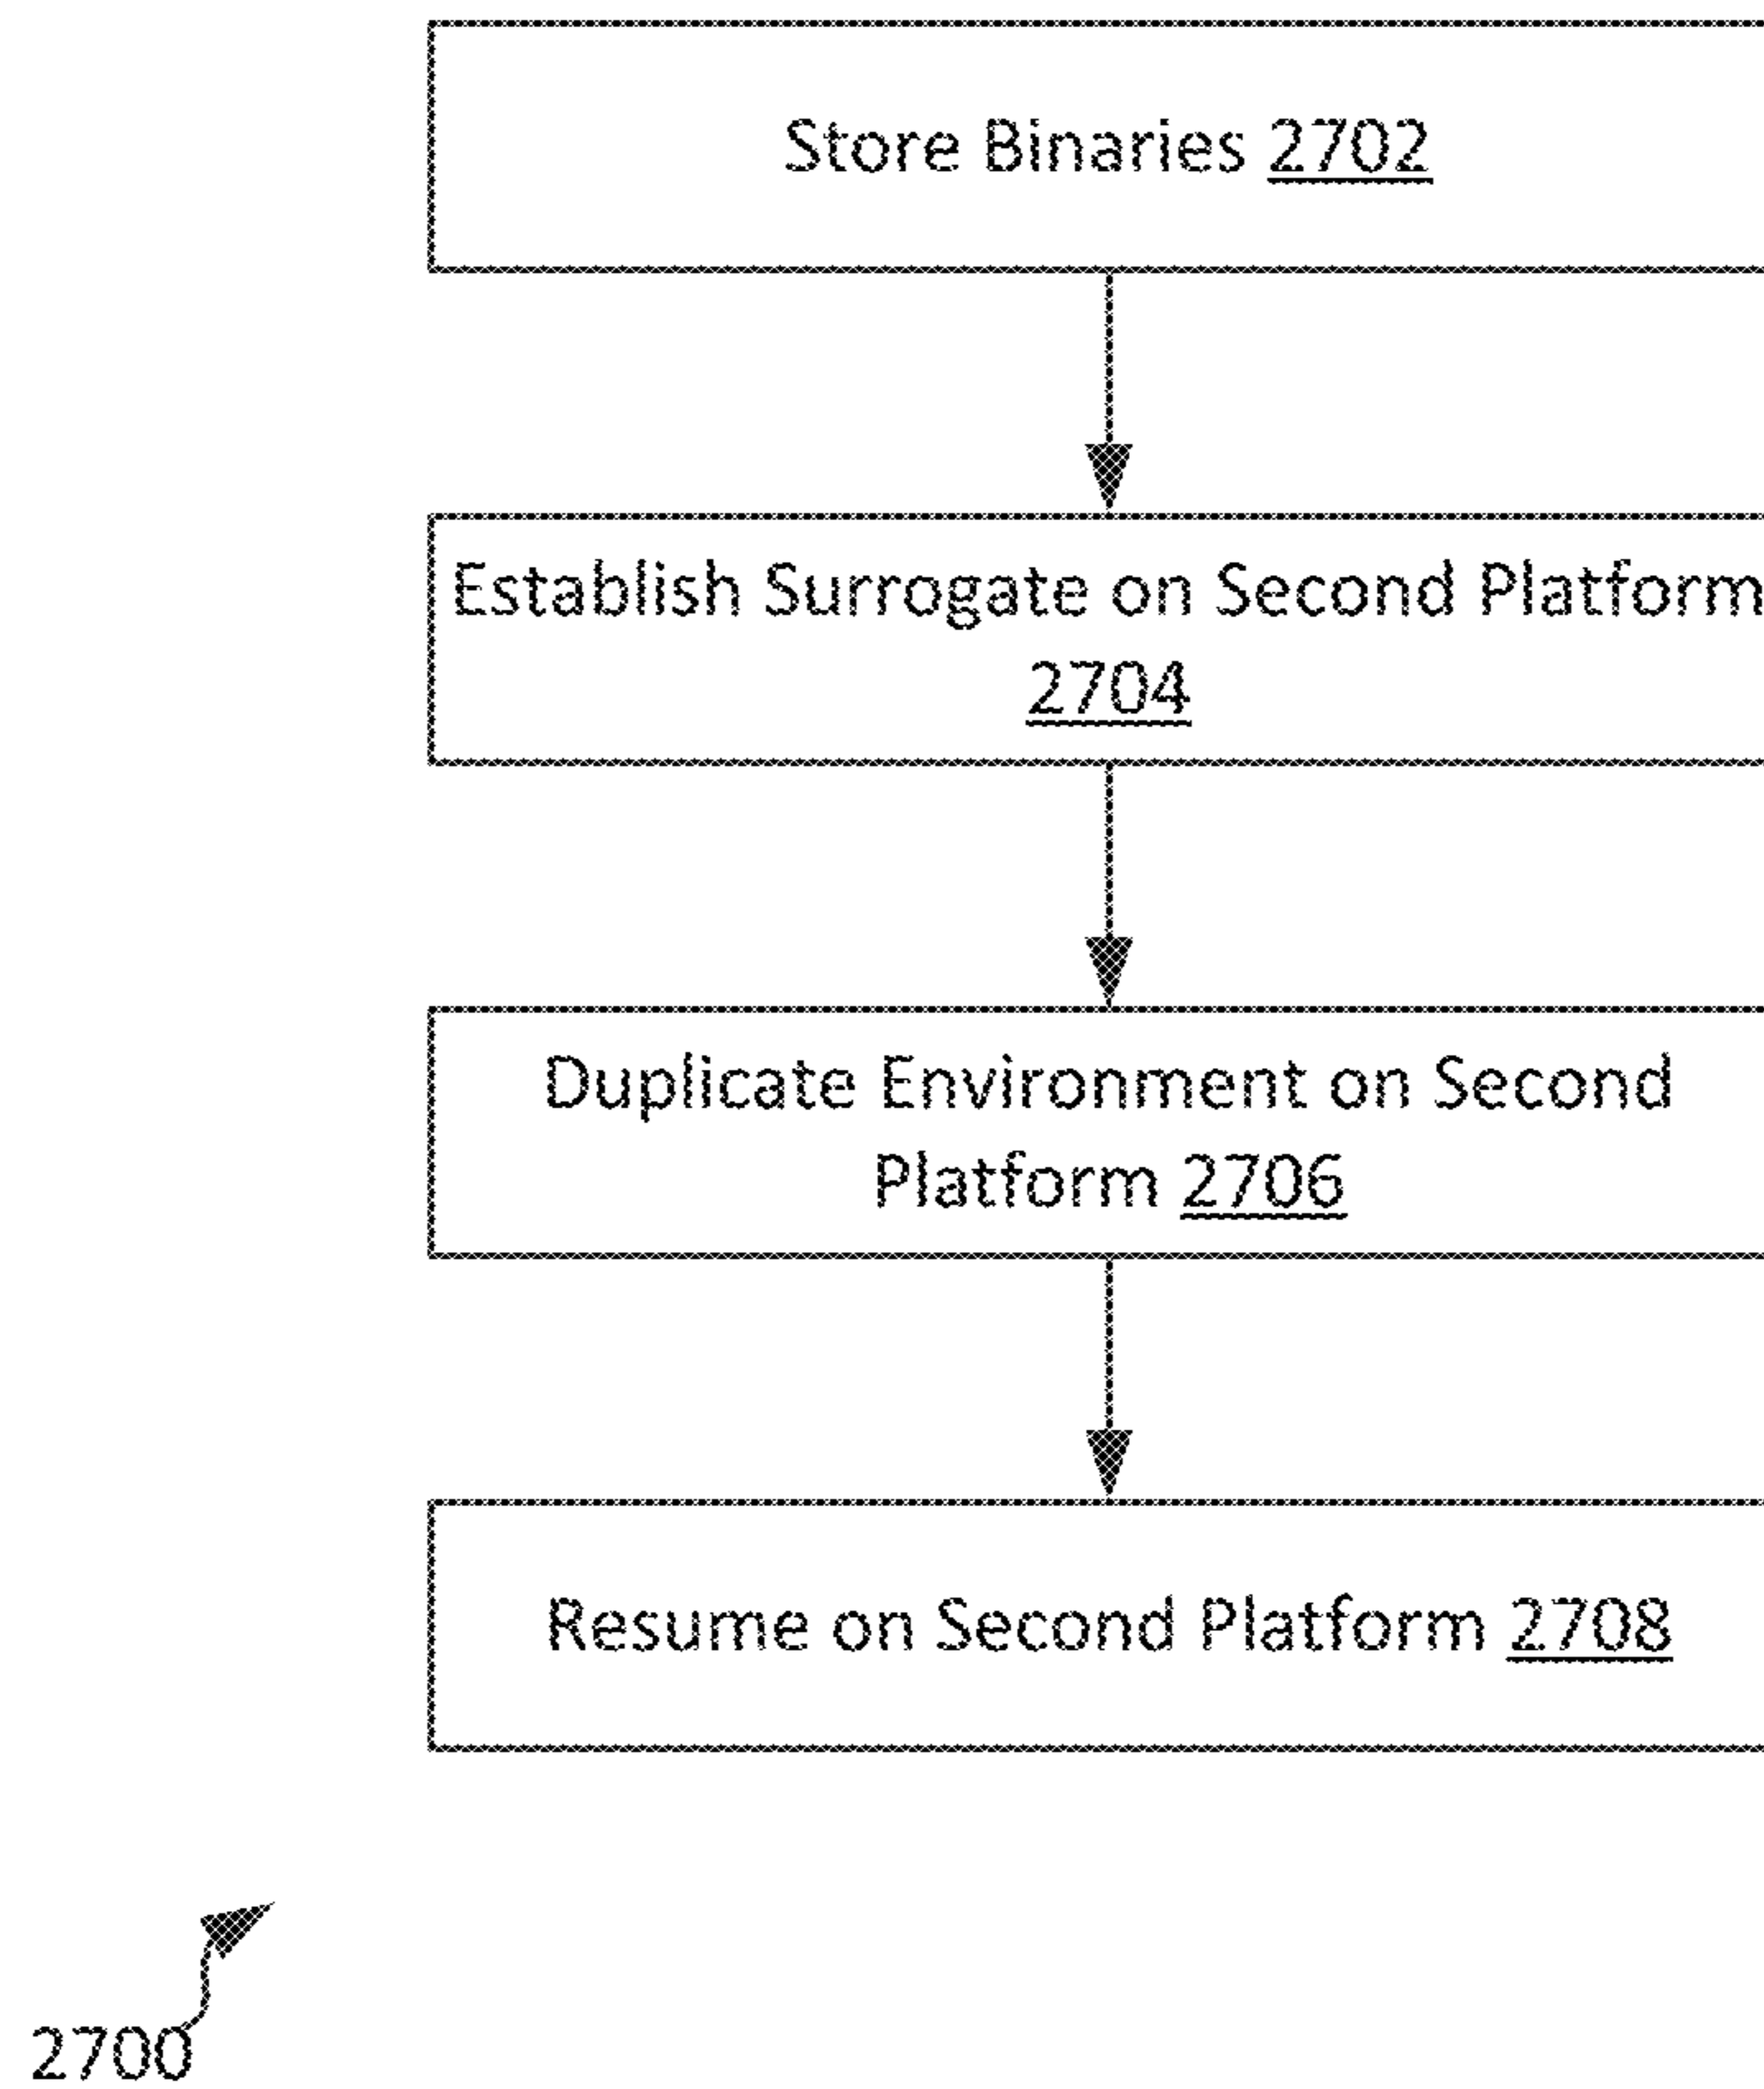 Store Binaries 2702
Establish Surrogate on Second Platform
2704
Duplicate Environment on Second
Platform 2706
Resume on Second Platform 2708
2700